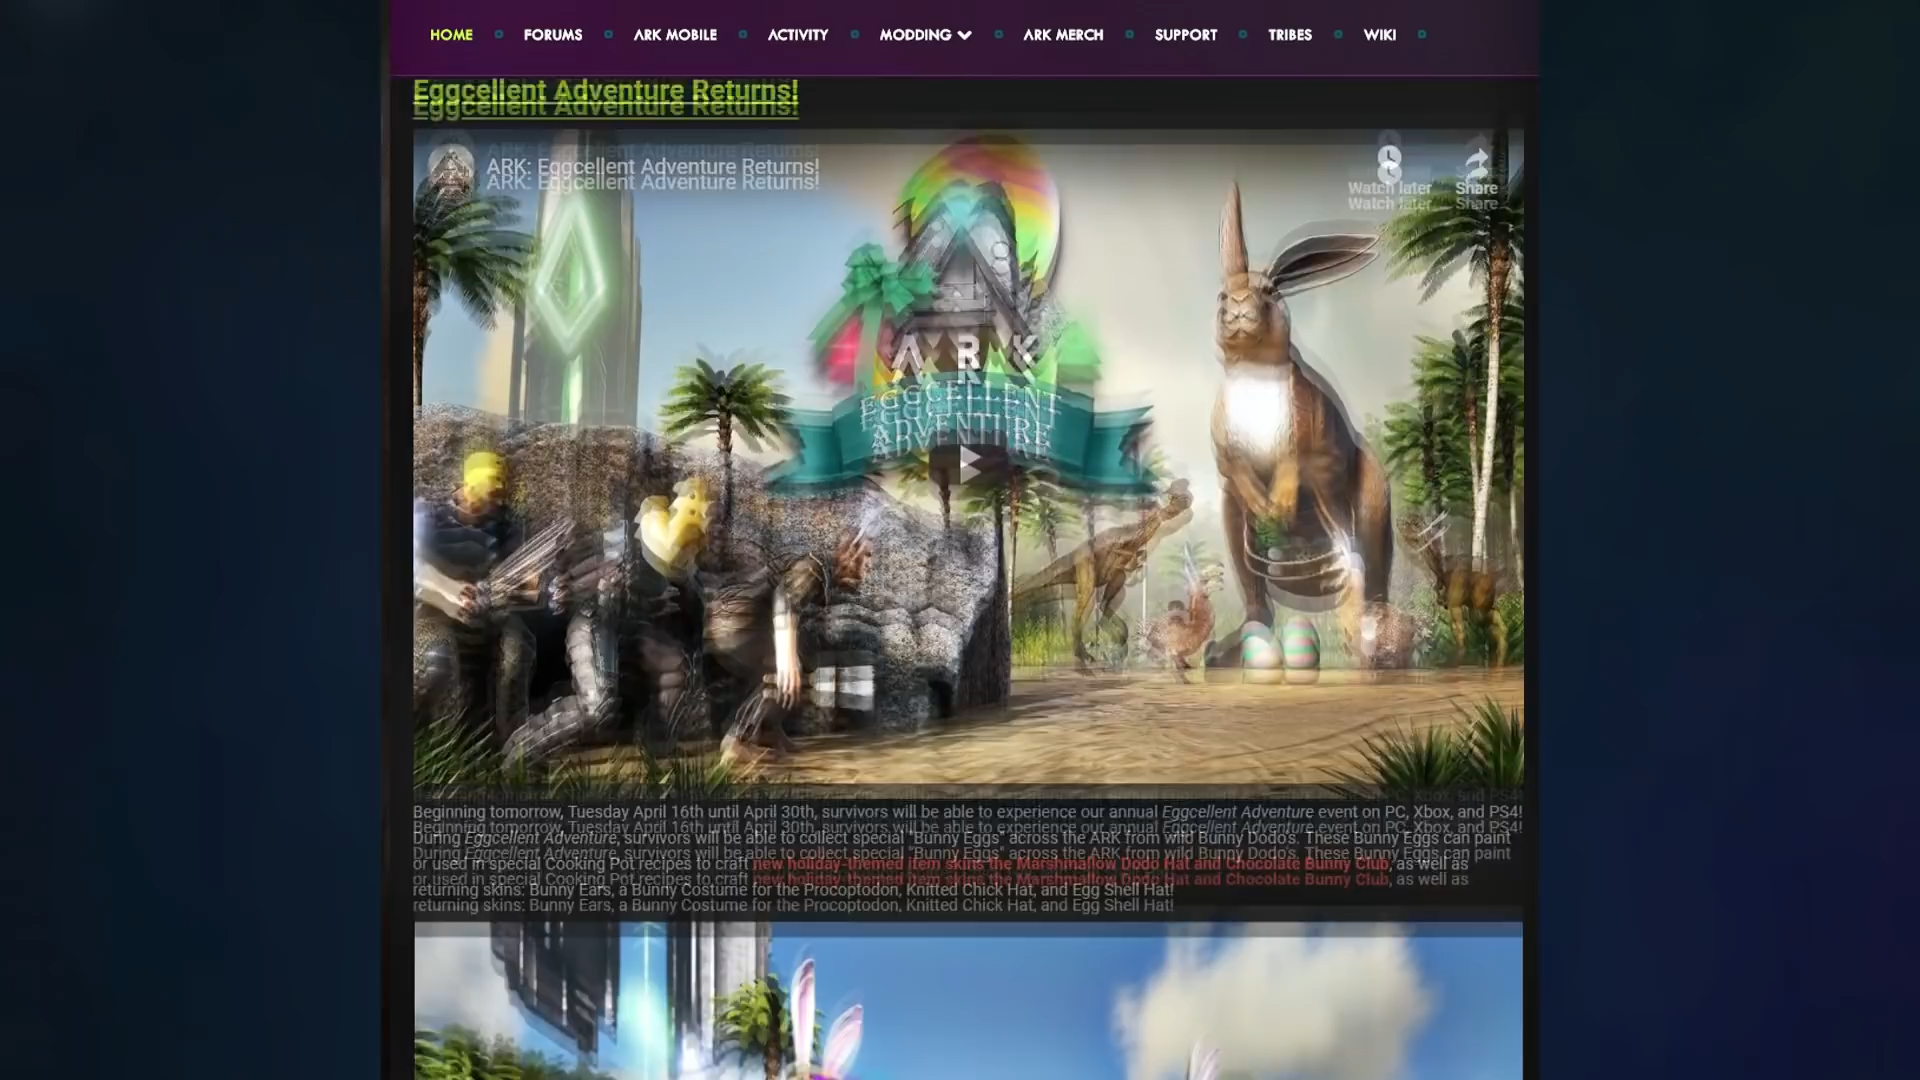 HOME FORUMS ARK MOBILE ACTIVITY MODDING ARK MERCH SUPPORT TRIBES WIKI
Eggcellent Adventure Returns!
ARK: Eggcellent Adventure Returns!
Watch later Share
ARK
EGGCELLENT
ADVENTURE
Beginning tomorrow, Tuesday April 16th until April 30th, survivors will be able to experience our annual Eggcellent Adventure event on PC, Xbox, and PS4!
During Eggcellent Adventure, survivors will be able to collect special "Bunny Eggs" across the ARK from wild Bunny Dodo's. These Bunny Eggs can paint
or used in special Cooking Pot recipes to craft new holiday-themed item skins the Marshmallow Dodo Hat and Chocolate Bunny Club, as well as
returning skins: Bunny Ears, a Bunny Costume for the Procoptodon, Knitted Chick Hat, and Egg Shell Hat!